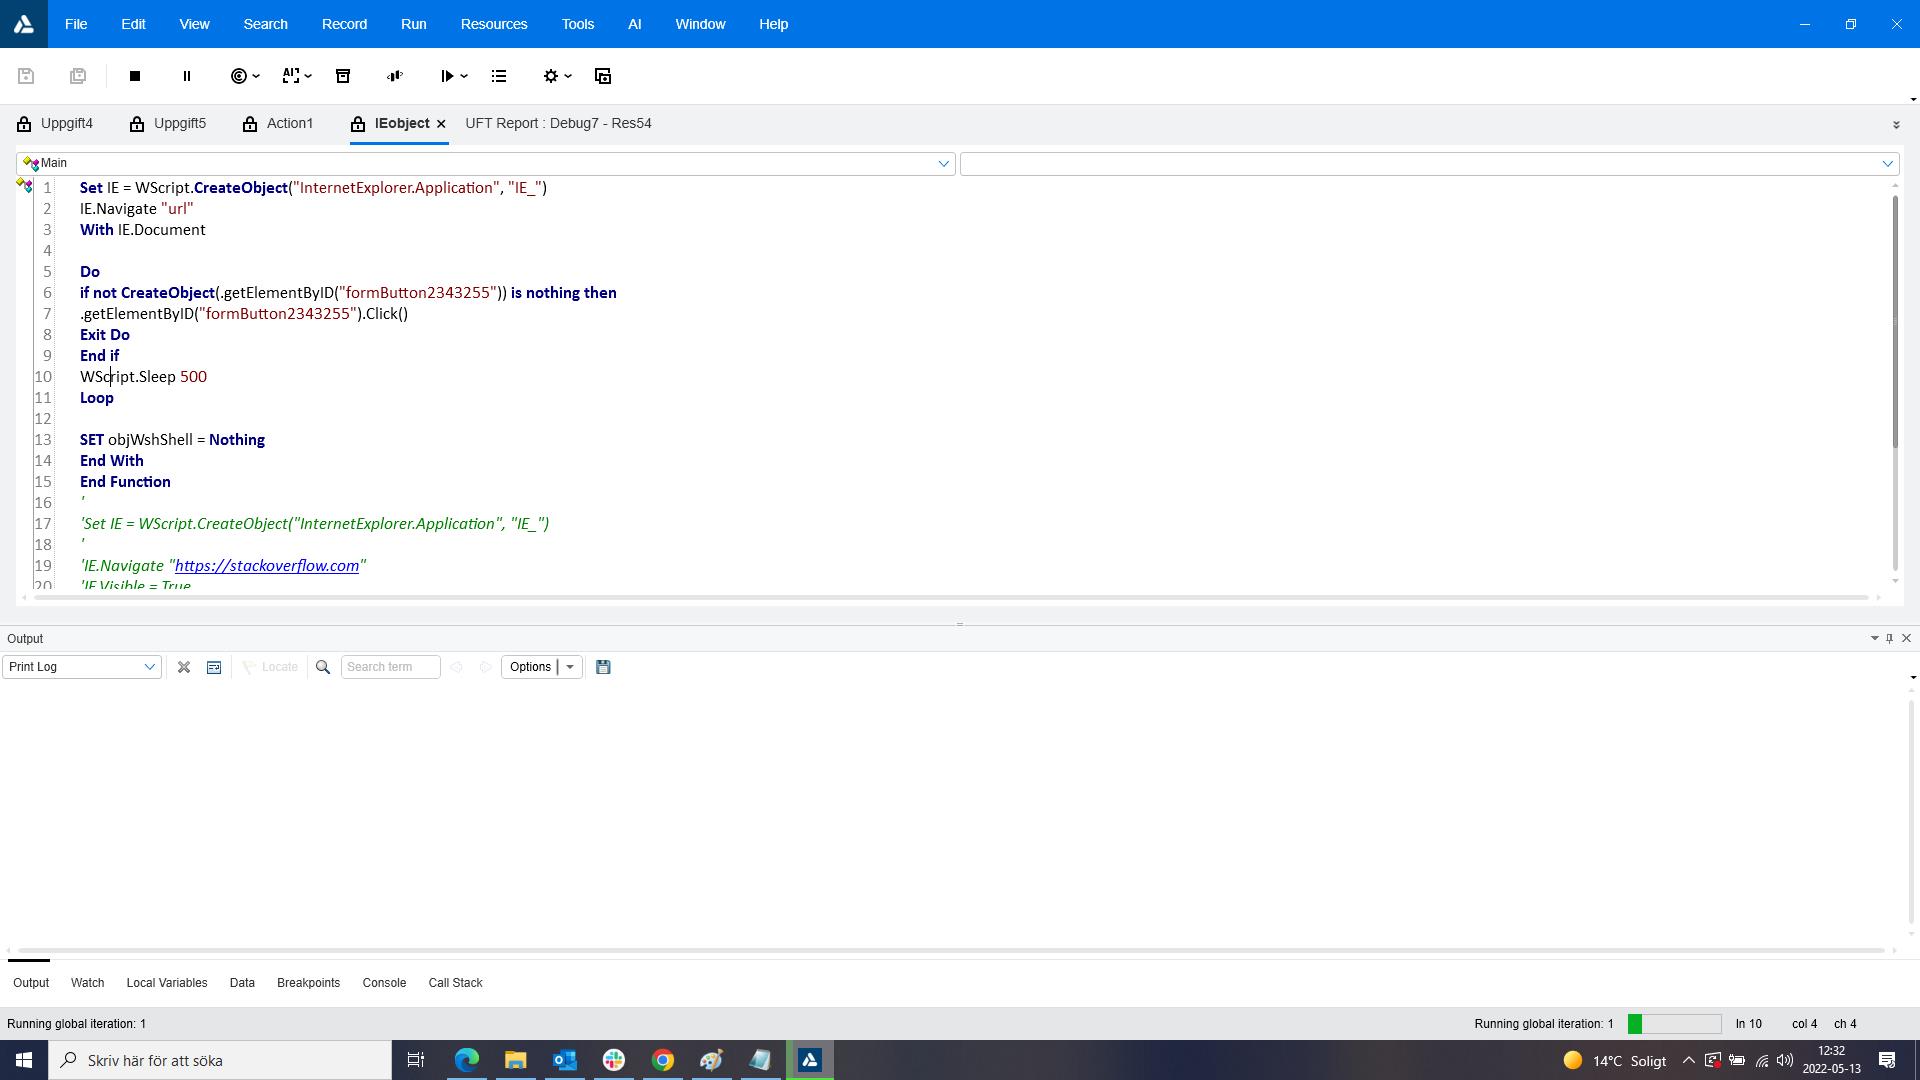 File Edit View Search Record Run Resources Tools AI Window Help
Uppgift4 Uppgift5 Action1 IEobject UFT Report : Debug7 - Res54
Main
1 Set IE = WScript.CreateObject("InternetExplorer.Application", "IE_")
2 IE.Navigate "url"
3 With IE.Document
4
5 Do
6 if not CreateObject(.getElementByID("formButton2343255")) is nothing then
7 .getElementByID("formButton2343255").Click()
8 Exit Do
9 End if
10 WScript.Sleep 500
11 Loop
12
13 SET objWshShell = Nothing
14 End With
15 End Function
16 '
17 'Set IE = WScript.CreateObject("InternetExplorer.Application", "IE_")
18 '
19 'IE.Navigate "https://stackoverflow.com"
20 'IE.Visible = True
Output
Print Log Locate Search term Options
Output Watch Local Variables Data Breakpoints Console Call Stack
Running global iteration: 1 Running global iteration: 1 ln 10 col 4 ch 4
Skriv här för att söka 14°C Soligt 12:32
2022-05-13